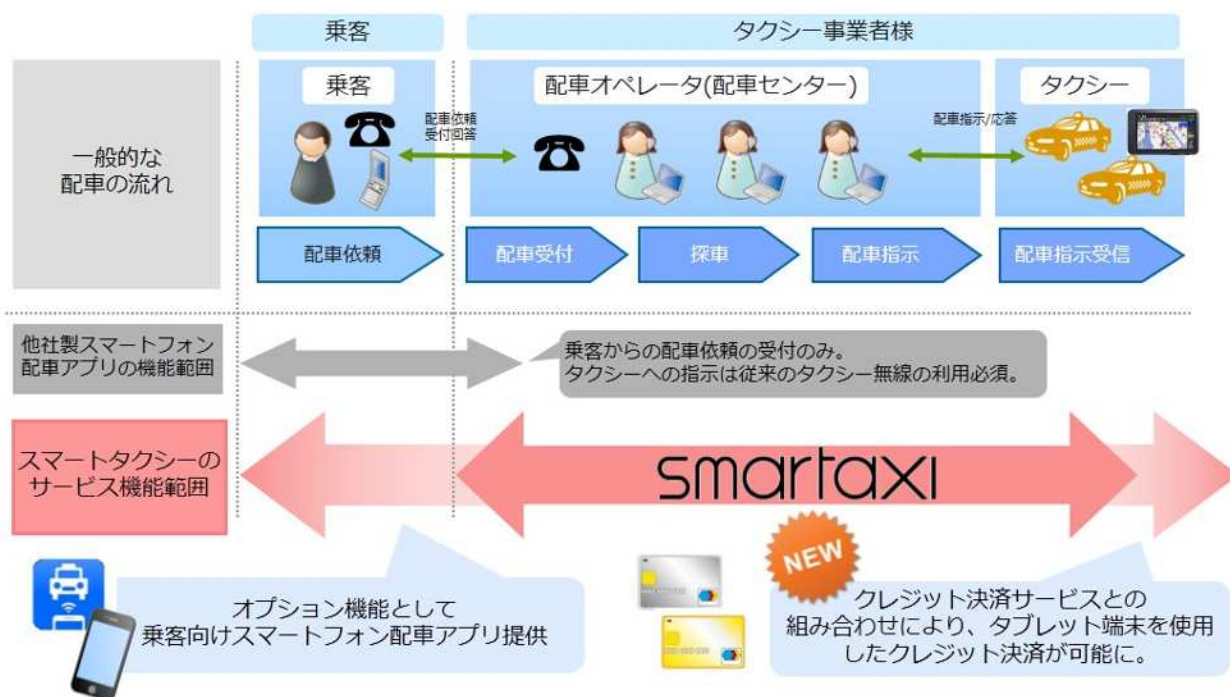 乗客
タクシー事業者様
一般的な
配車の流れ
乗客
配車依頼
受付回答
配車オペレータ(配車センター)
配車指示/応答
タクシー
配車依頼
配車受付
探車
配車指示
配車指示受信
他社製スマートフォン
配車アプリの機能範囲
乗客からの配車依頼の受付のみ。
タクシーへの指示は従来のタクシー無線の利用必須。
スマートタクシーの
サービス機能範囲
smartaxi
オプション機能として
乗客向けスマートフォン配車アプリ提供
NEW
クレジット決済サービスとの
組み合わせにより、タブレット端末を使用
したクレジット決済が可能に。